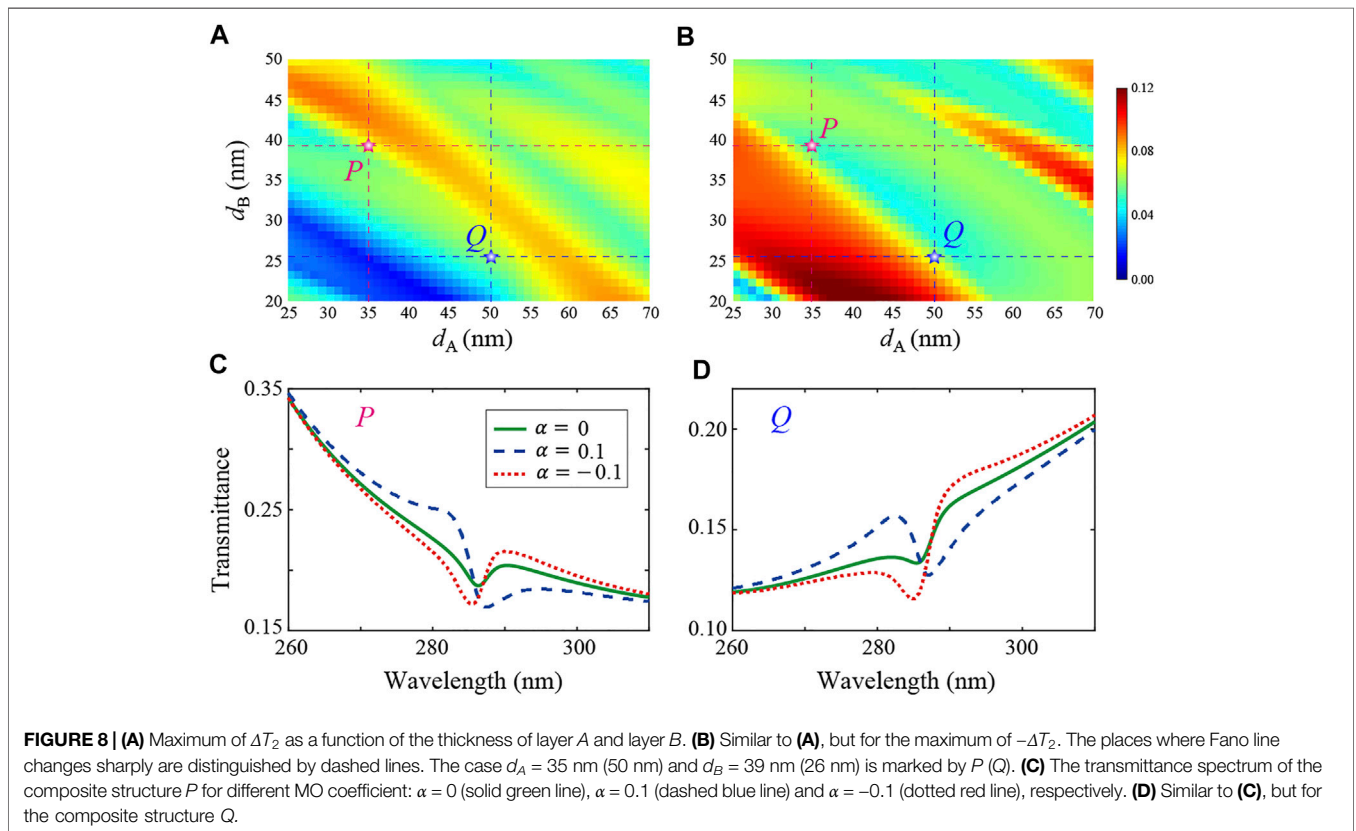 A
B
50
45
40
35
30
25
20
d_B (nm)
P
Q
25 30 35 40 45 50 55 60 65 70
d_A (nm)
50
45
40
35
30
25
20
P
Q
25 30 35 40 45 50 55 60 65 70
d_A (nm)
0.12
0.08
0.04
0.00
C
D
0.35
0.25
0.15
Transmittance
P
α = 0
α = 0.1
α = −0.1
260 280 300
Wavelength (nm)
0.20
0.15
0.10
Q
260 280 300
Wavelength (nm)
FIGURE 8 | (A) Maximum of ΔT₂ as a function of the thickness of layer A and layer B. (B) Similar to (A), but for the maximum of −ΔT₂. The places where Fano line
changes sharply are distinguished by dashed lines. The case d_A = 35 nm (50 nm) and d_B = 39 nm (26 nm) is marked by P (Q). (C) The transmittance spectrum of the
composite structure P for different MO coefficient: α = 0 (solid green line), α = 0.1 (dashed blue line) and α = −0.1 (dotted red line), respectively. (D) Similar to (C), but for
the composite structure Q.